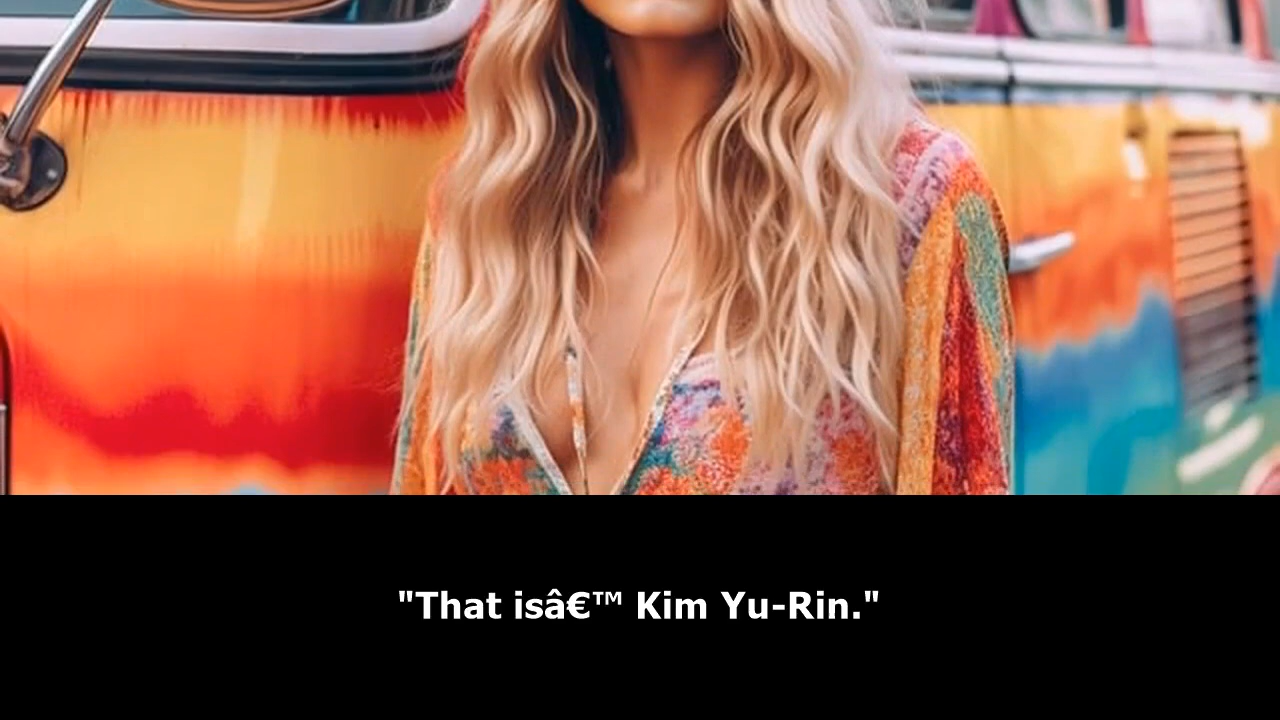 "That isâ€™ Kim Yu-Rin."